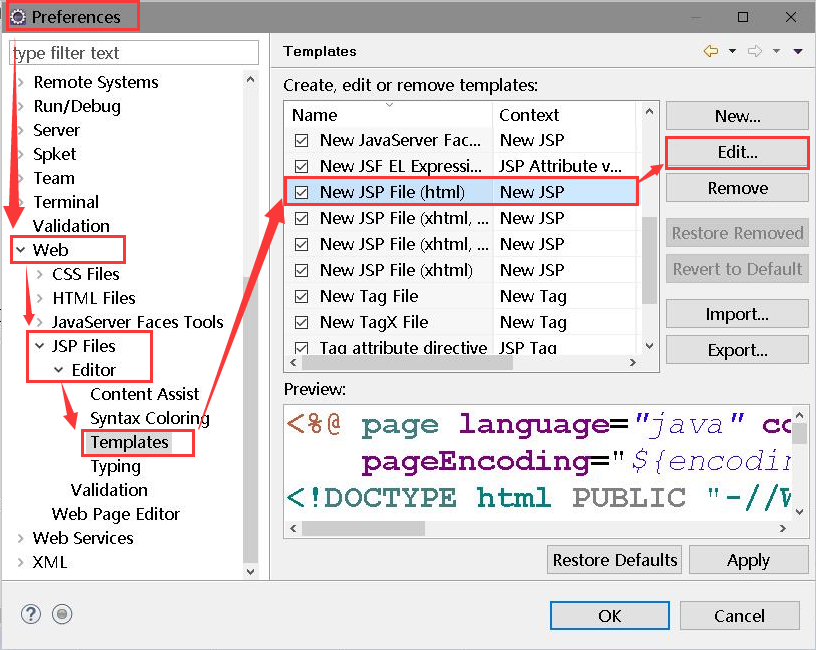 Preferences
type filter text
Remote Systems
Run/Debug
Server
Spket
Team
Terminal
Validation
Web
CSS Files
HTML Files
JavaServer Faces Tools
JSP Files
Editor
Content Assist
Syntax Coloring
Templates
Typing
Validation
Web Page Editor
Web Services
XML
Templates
Create, edit or remove templates:
Name Context
New JavaServer Fac... New JSP
New JSF EL Expressi... JSP Attribute v...
New JSP File (html) New JSP
New JSP File (xhtml, ... New JSP
New JSP File (xhtml, ... New JSP
New JSP File (xhtml) New JSP
New Tag File New Tag
New TagX File New Tag
Tag attribute directive JSP Tag
New...
Edit...
Remove
Restore Removed
Revert to Default
Import...
Export...
Preview:
<%@ page language="java" co
pageEncoding="${encodin
<!DOCTYPE html PUBLIC "-//W
Restore Defaults Apply
? OK Cancel